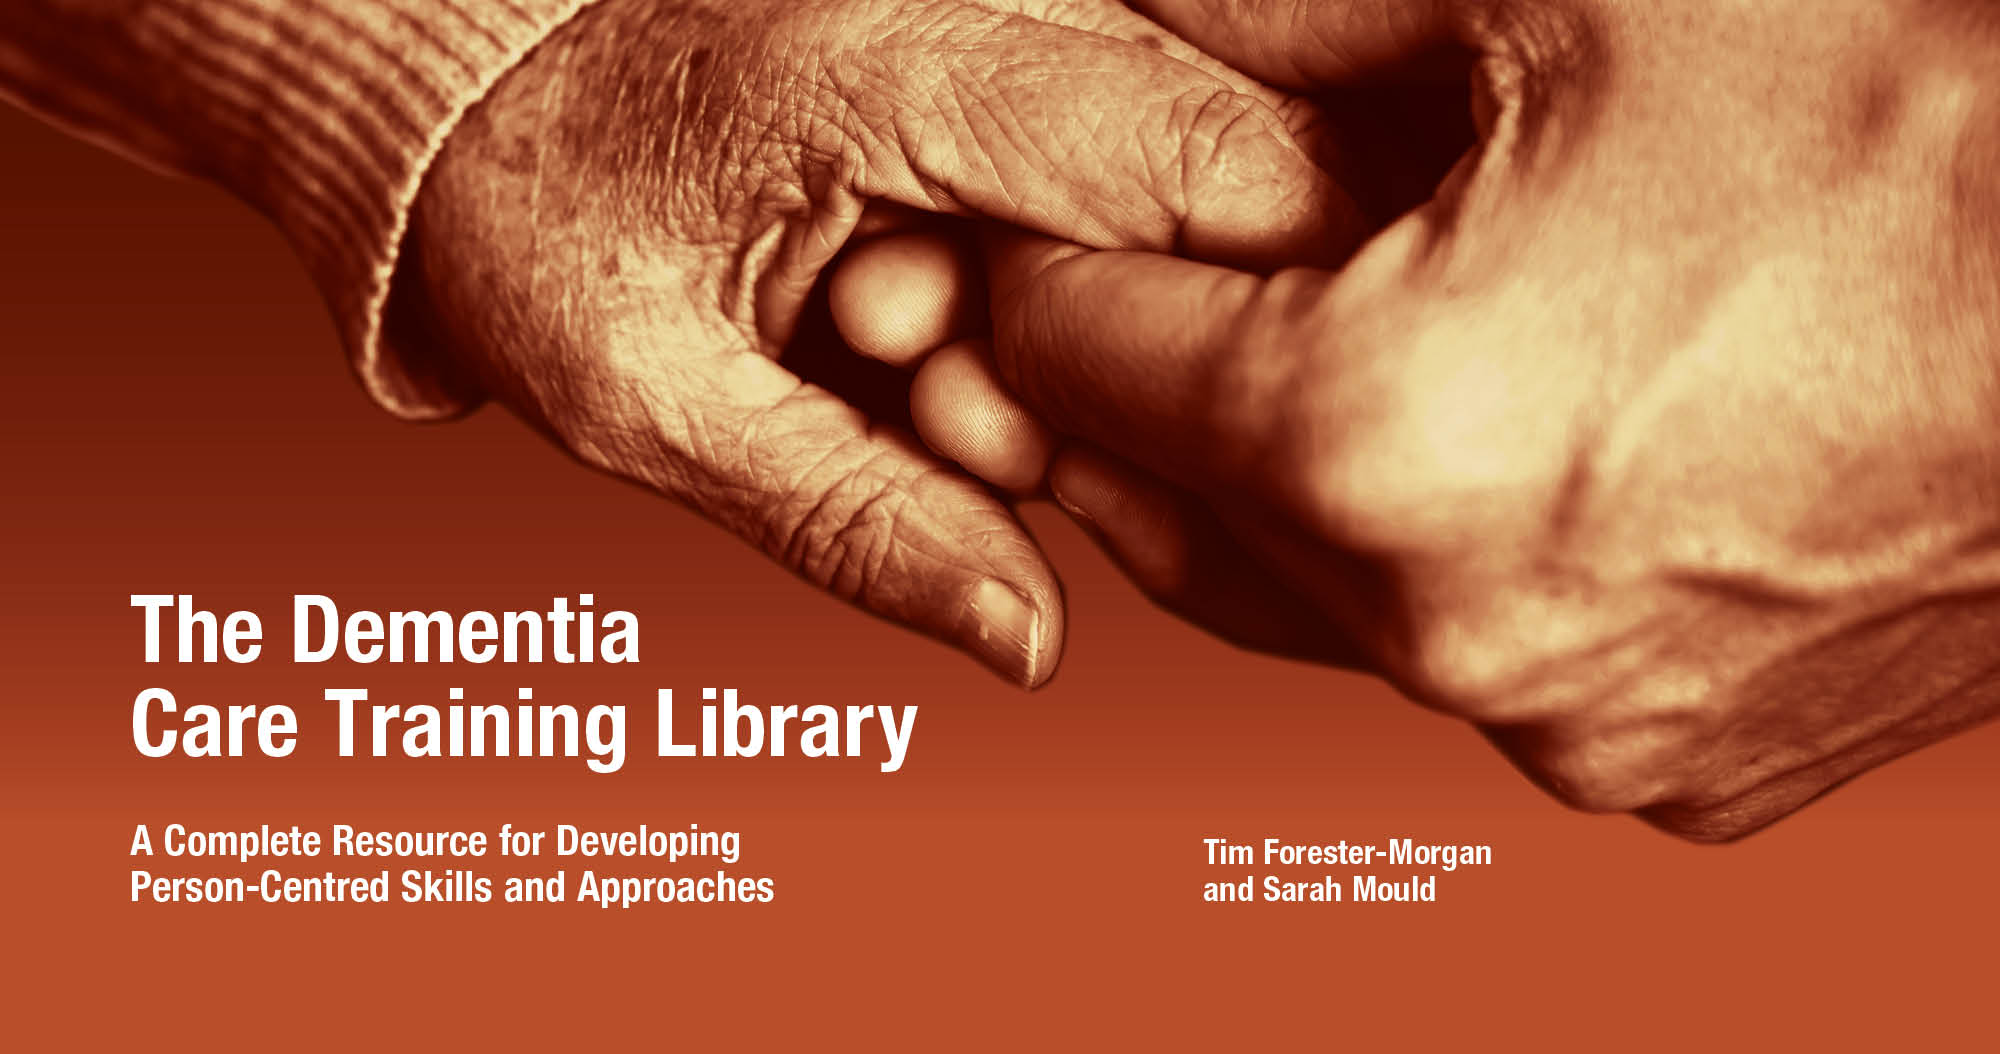 The Dementia
Care Training Library
A Complete Resource for Developing
Person-Centred Skills and Approaches
Tim Forester-Morgan
and Sarah Mould